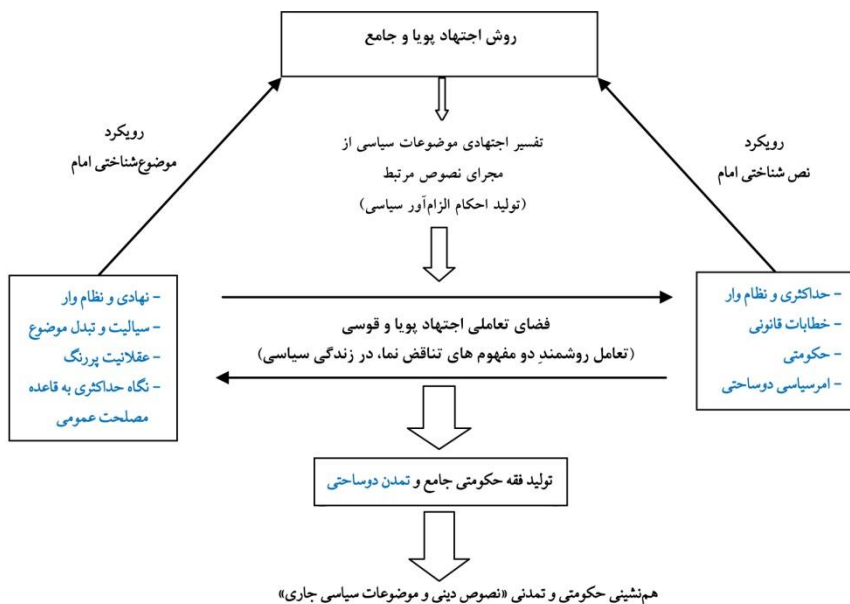 روش اجتهاد پویا و جامع
رویکرد
نص شناختی امام
رویکرد
موضوع‌شناختی امام
تفسیر اجتهادی موضوعات سیاسی از
مجرای نصوص مرتبط
(تولید احکام الزام‌آور سیاسی)
- حداکثری و نظام وار
- خطابات قانونی
- حکومتی
- امرسیاسی دوساحتی
فضای تعاملی اجتهاد پویا و قوسی
(تعامل روشمندِ دو مفهوم های تناقض نما، در زندگی سیاسی)
- نهادی و نظام وار
- سیالیت و تبدل موضوع
- عقلانیت پررنگ
- نگاه حداکثری به قاعده
مصلحت عمومی
تولید فقه حکومتی جامع و تمدن دوساحتی
هم‌نشینی حکومتی و تمدنی «نصوص دینی و موضوعات سیاسی جاری»